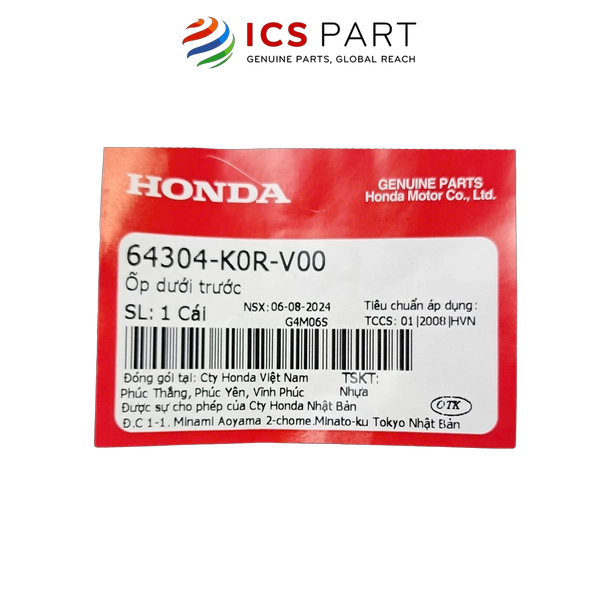 ICS PART
GENUINE PARTS, GLOBAL REACH
HONDA
GENUINE PARTS
Honda Motor Co., Ltd.
64304-K0R-V00
Ốp dưới trước
SL: 1 Cái
NSX: 06-08-2024
G4M06S
Tiêu chuẩn áp dụng:
TCCS: 01|2008|HVN
Đóng gói tại: Cty Honda Việt Nam
TSKT:
Phúc Thắng, Phúc Yên, Vĩnh Phúc
Nhựa
Được sự cho phép của Cty Honda Nhật Bản
OTK
Đ.C 1-1. Minami Aoyama 2-chome.Minato-ku Tokyo Nhật Bản